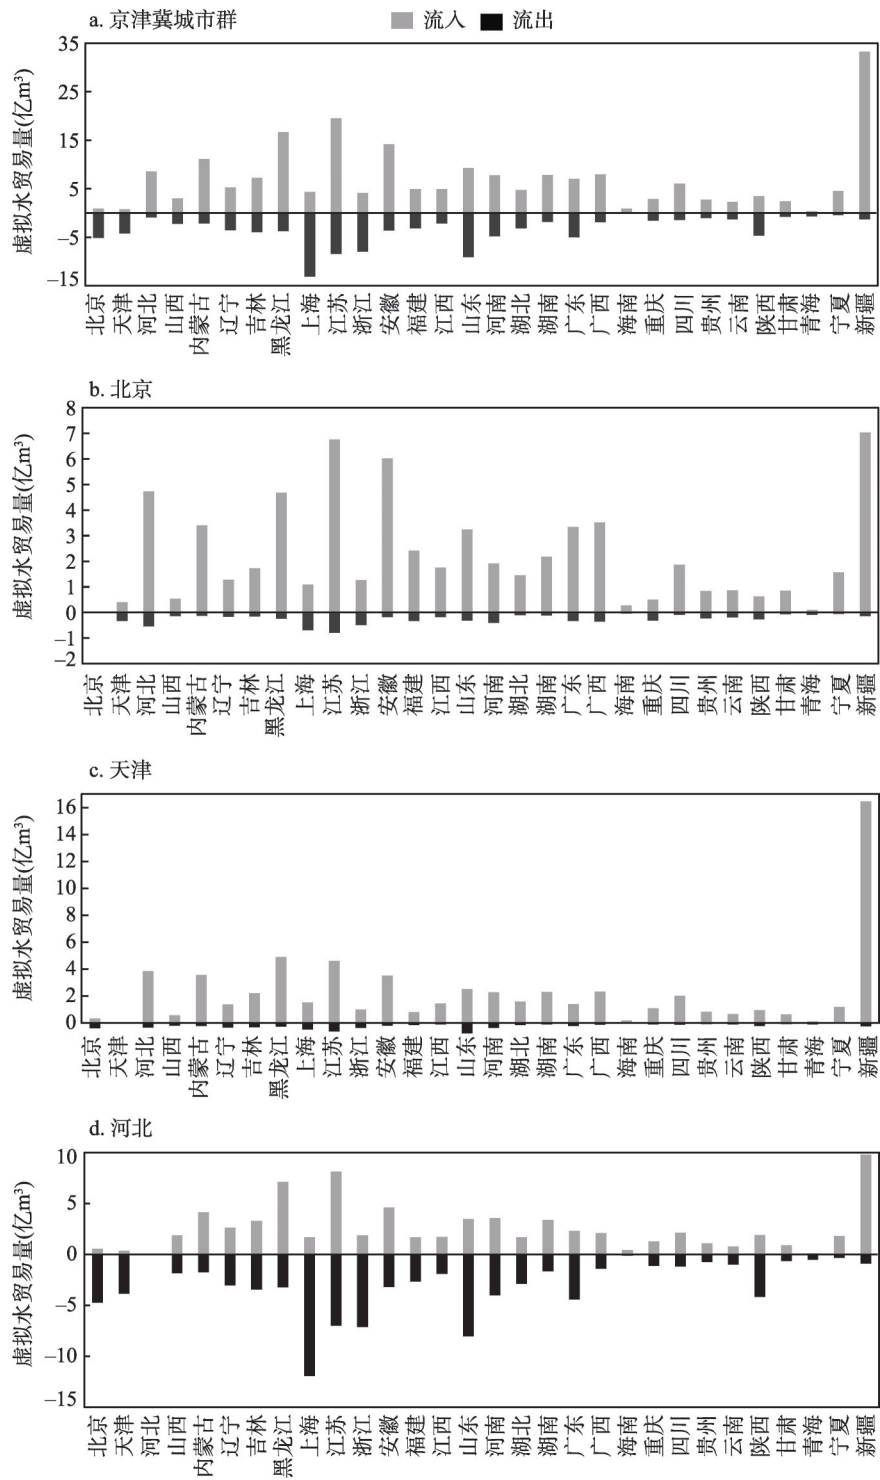 a. 京津冀城市群 流入 流出
虚拟水贸易量(亿m³)
35
25
15
5
−5
−15
北京 天津 河北 山西 内蒙古 辽宁 吉林 黑龙江 上海 江苏 浙江 安徽 福建 江西 山东 河南 湖北 湖南 广东 广西 海南 重庆 四川 贵州 云南 陕西 甘肃 青海 宁夏 新疆
b. 北京
虚拟水贸易量(亿m³)
8
7
6
5
4
3
2
1
0
−1
−2
北京 天津 河北 山西 内蒙古 辽宁 吉林 黑龙江 上海 江苏 浙江 安徽 福建 江西 山东 河南 湖北 湖南 广东 广西 海南 重庆 四川 贵州 云南 陕西 甘肃 青海 宁夏 新疆
c. 天津
虚拟水贸易量(亿m³)
16
14
12
10
8
6
4
2
0
北京 天津 河北 山西 内蒙古 辽宁 吉林 黑龙江 上海 江苏 浙江 安徽 福建 江西 山东 河南 湖北 湖南 广东 广西 海南 重庆 四川 贵州 云南 陕西 甘肃 青海 宁夏 新疆
d. 河北
虚拟水贸易量(亿m³)
10
5
0
−5
−10
−15
北京 天津 河北 山西 内蒙古 辽宁 吉林 黑龙江 上海 江苏 浙江 安徽 福建 江西 山东 河南 湖北 湖南 广东 广西 海南 重庆 四川 贵州 云南 陕西 甘肃 青海 宁夏 新疆